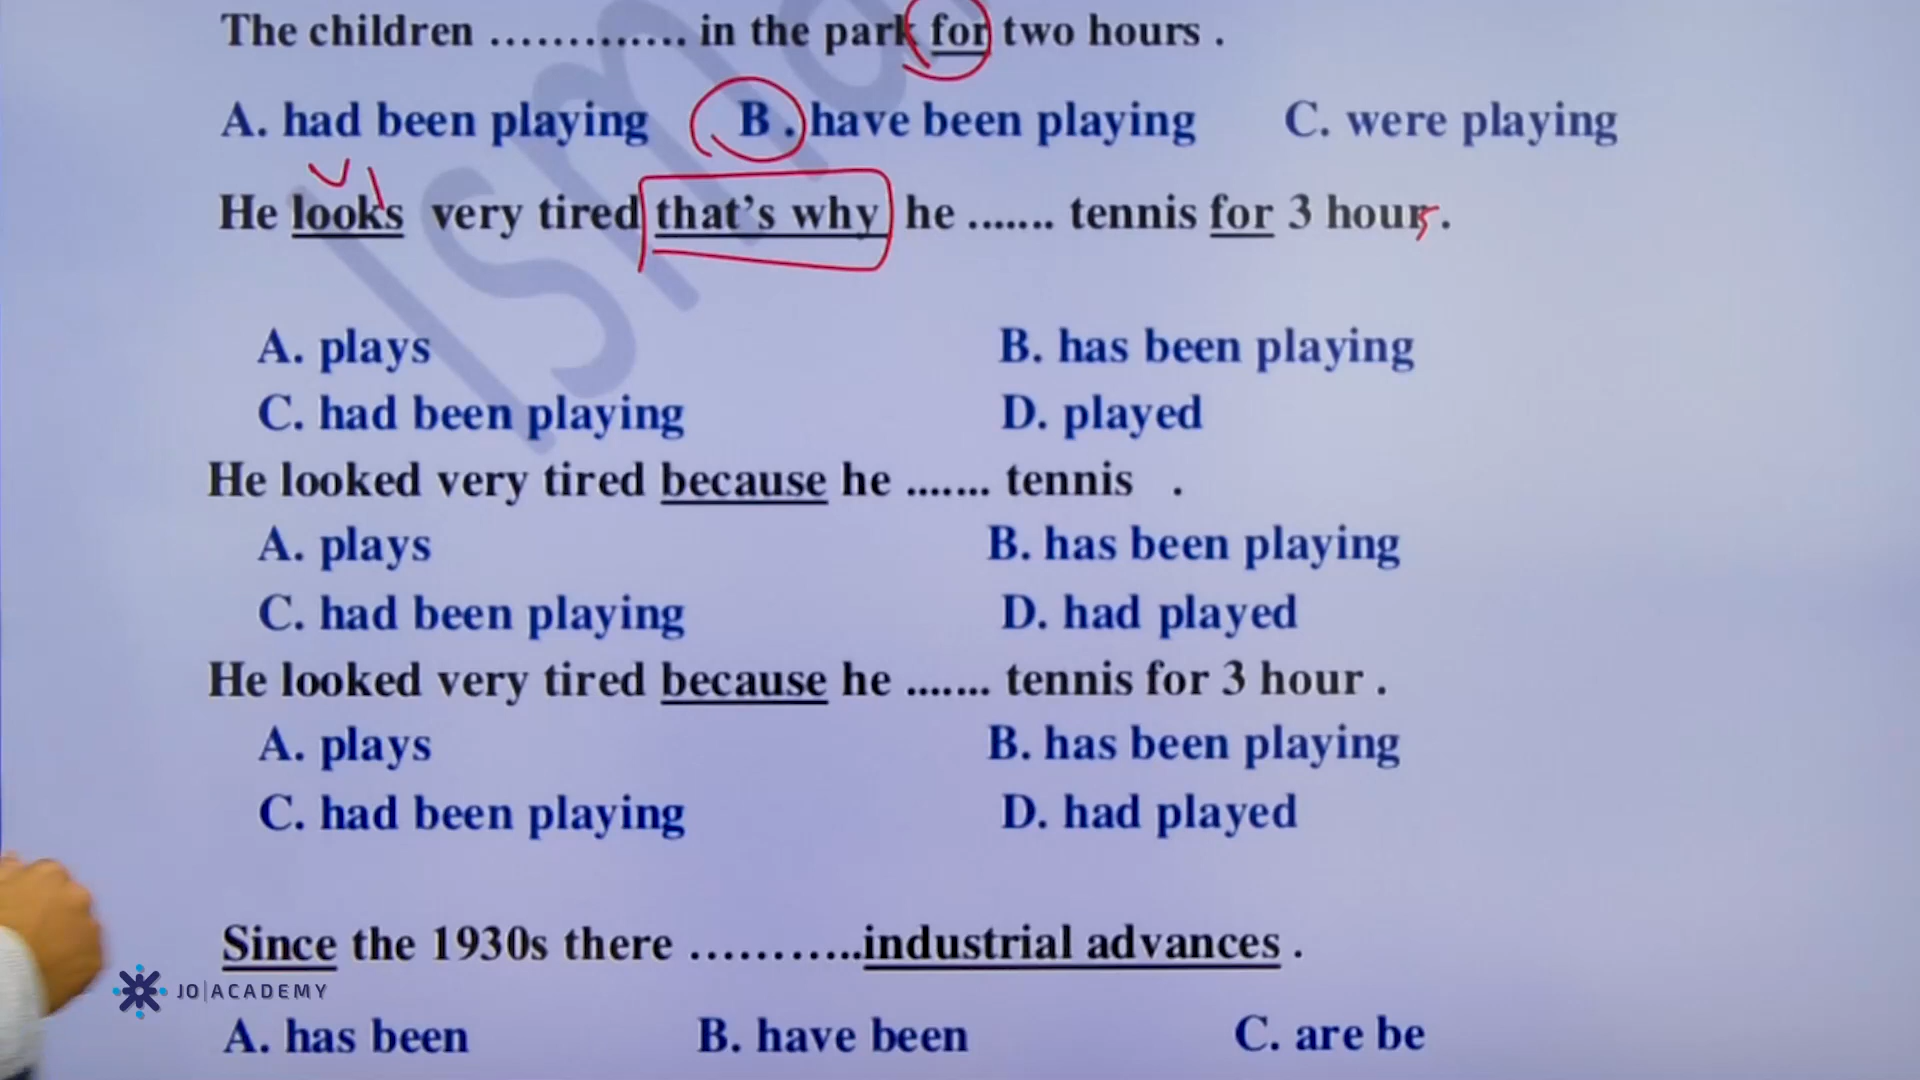 The children ............. in the park for two hours .
A. had been playing B . have been playing C. were playing
He looks very tired that's why he ....... tennis for 3 hours .
A. plays B. has been playing
C. had been playing D. played
He looked very tired because he ....... tennis .
A. plays B. has been playing
C. had been playing D. had played
He looked very tired because he ....... tennis for 3 hour .
A. plays B. has been playing
C. had been playing D. had played
Since the 1930s there ...........industrial advances .
JO|ACADEMY
A. has been B. have been C. are be